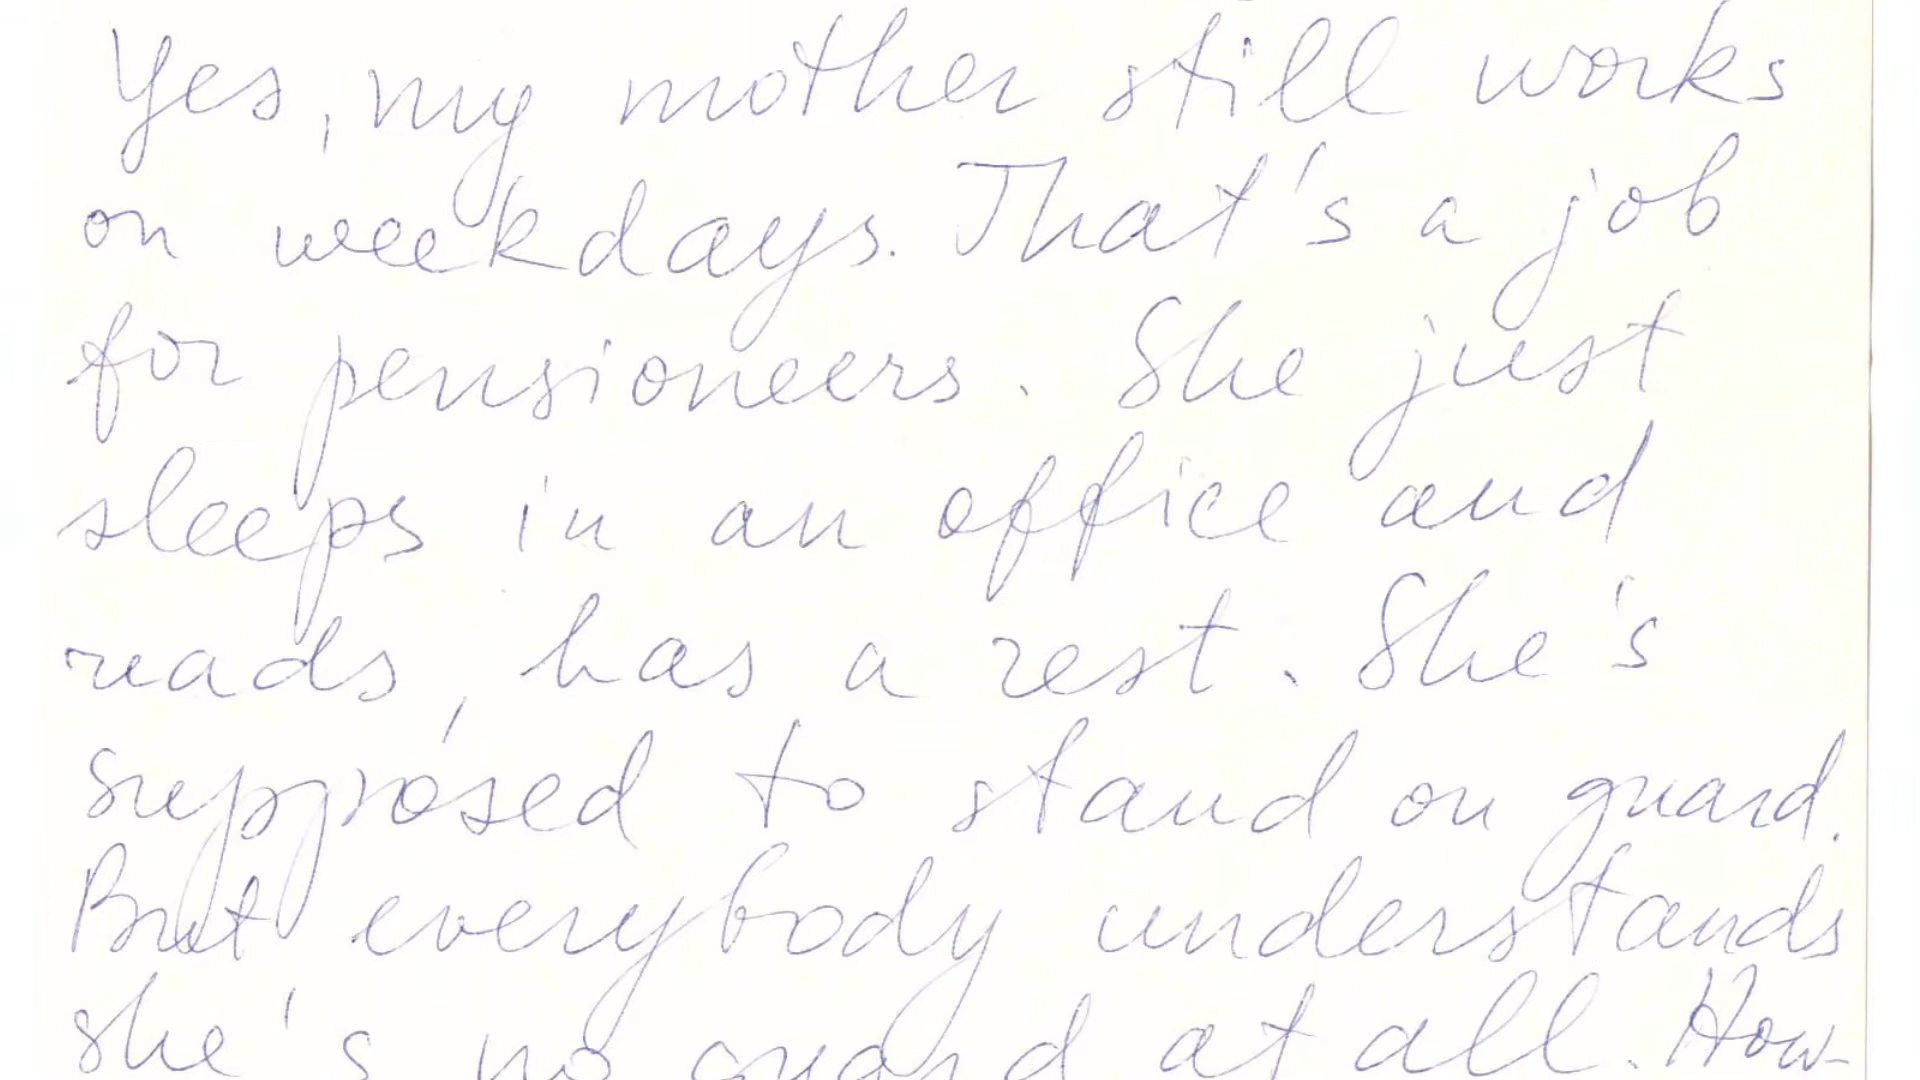 Yes, my mother still works
on weekdays. That's a job
for pensioneers. She just
sleeps in an office and
reads, has a rest. She's
supposed to stand on guard.
But everybody understands
she's no guard at all. How-